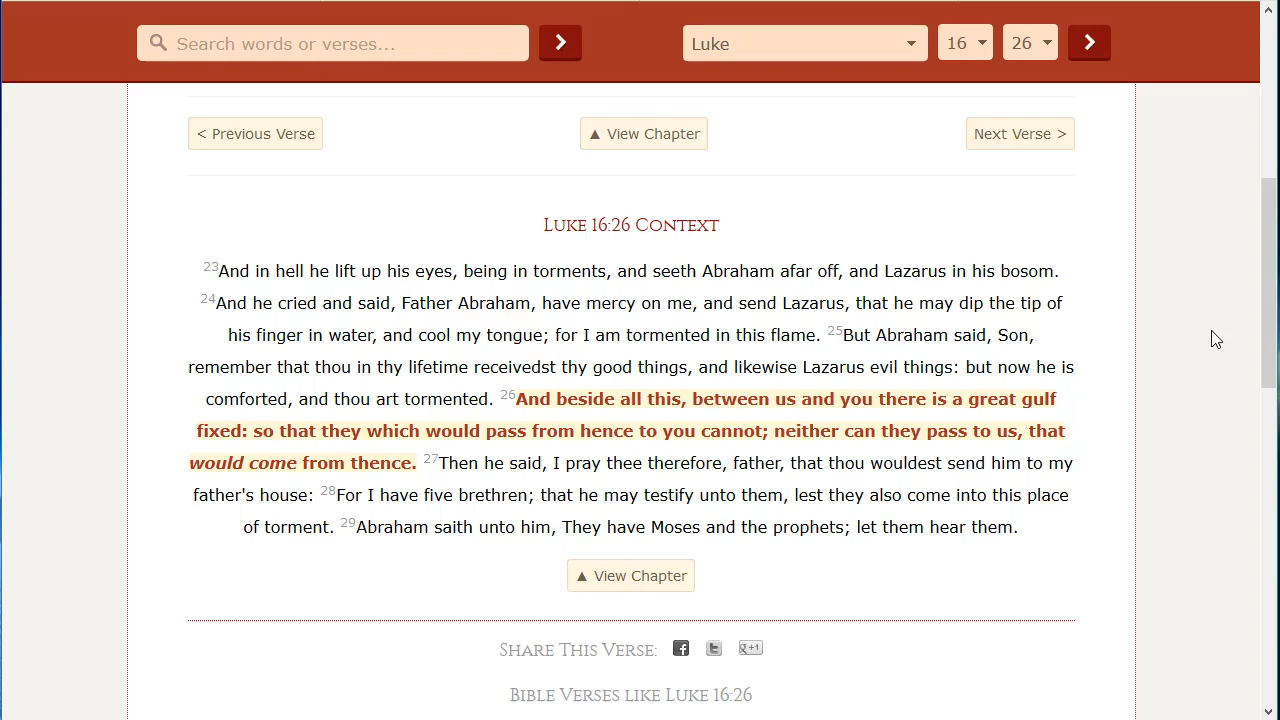 Search words or verses...
Luke 16 26
< Previous Verse ▲ View Chapter Next Verse >
Luke 16:26 Context
23And in hell he lift up his eyes, being in torments, and seeth Abraham afar off, and Lazarus in his bosom.
24And he cried and said, Father Abraham, have mercy on me, and send Lazarus, that he may dip the tip of
his finger in water, and cool my tongue; for I am tormented in this flame. 25But Abraham said, Son,
remember that thou in thy lifetime receivedst thy good things, and likewise Lazarus evil things: but now he is
comforted, and thou art tormented. 26And beside all this, between us and you there is a great gulf
fixed: so that they which would pass from hence to you cannot; neither can they pass to us, that
would come from thence. 27Then he said, I pray thee therefore, father, that thou wouldest send him to my
father's house: 28For I have five brethren; that he may testify unto them, lest they also come into this place
of torment. 29Abraham saith unto him, They have Moses and the prophets; let them hear them.
▲ View Chapter
Share This Verse: f t g+1
Bible Verses like Luke 16:26